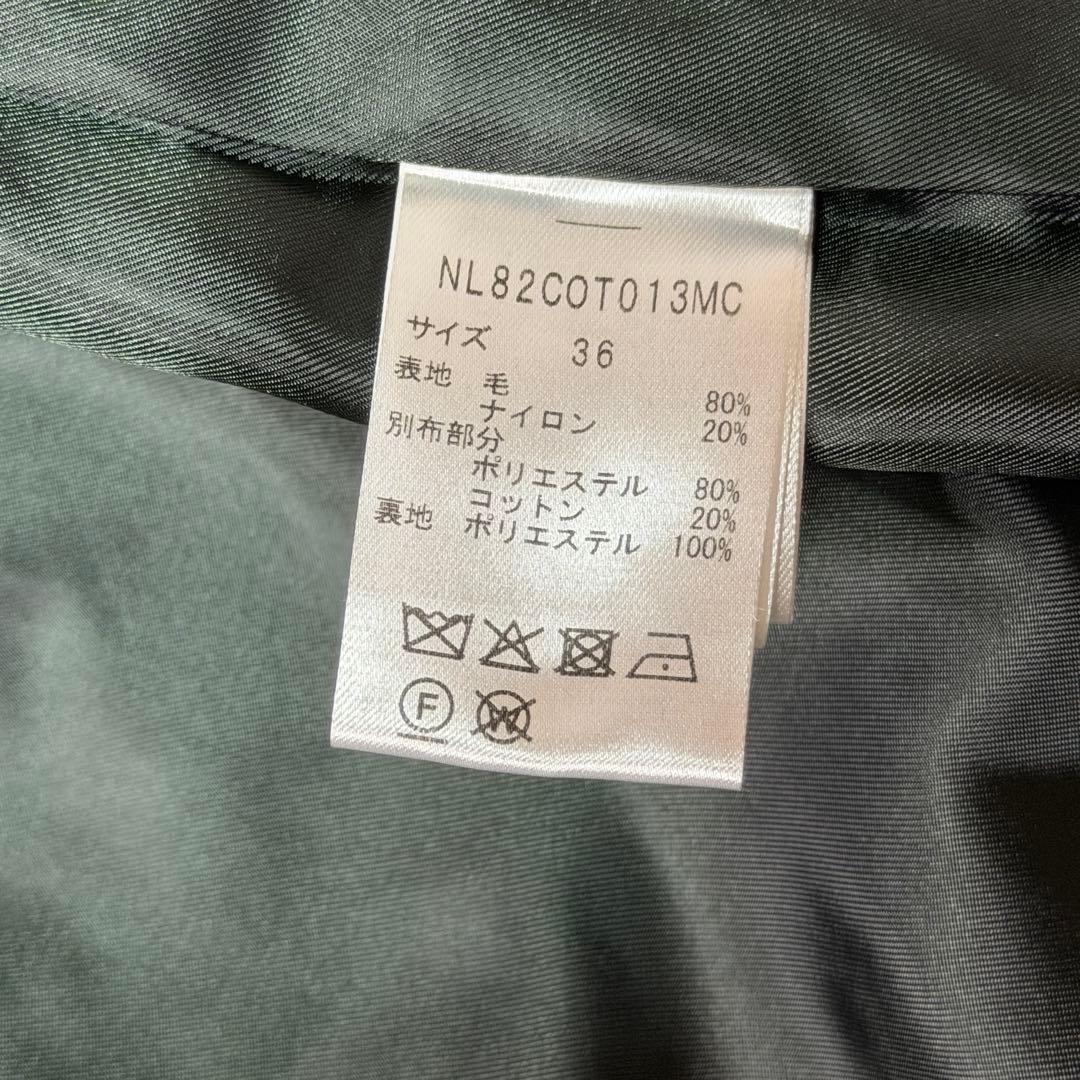 NL82COT013MC
サイズ 36
表地 毛 80%
ナイロン 20%
別布部分
ポリエステル 80%
コットン 20%
裏地 ポリエステル 100%
F W